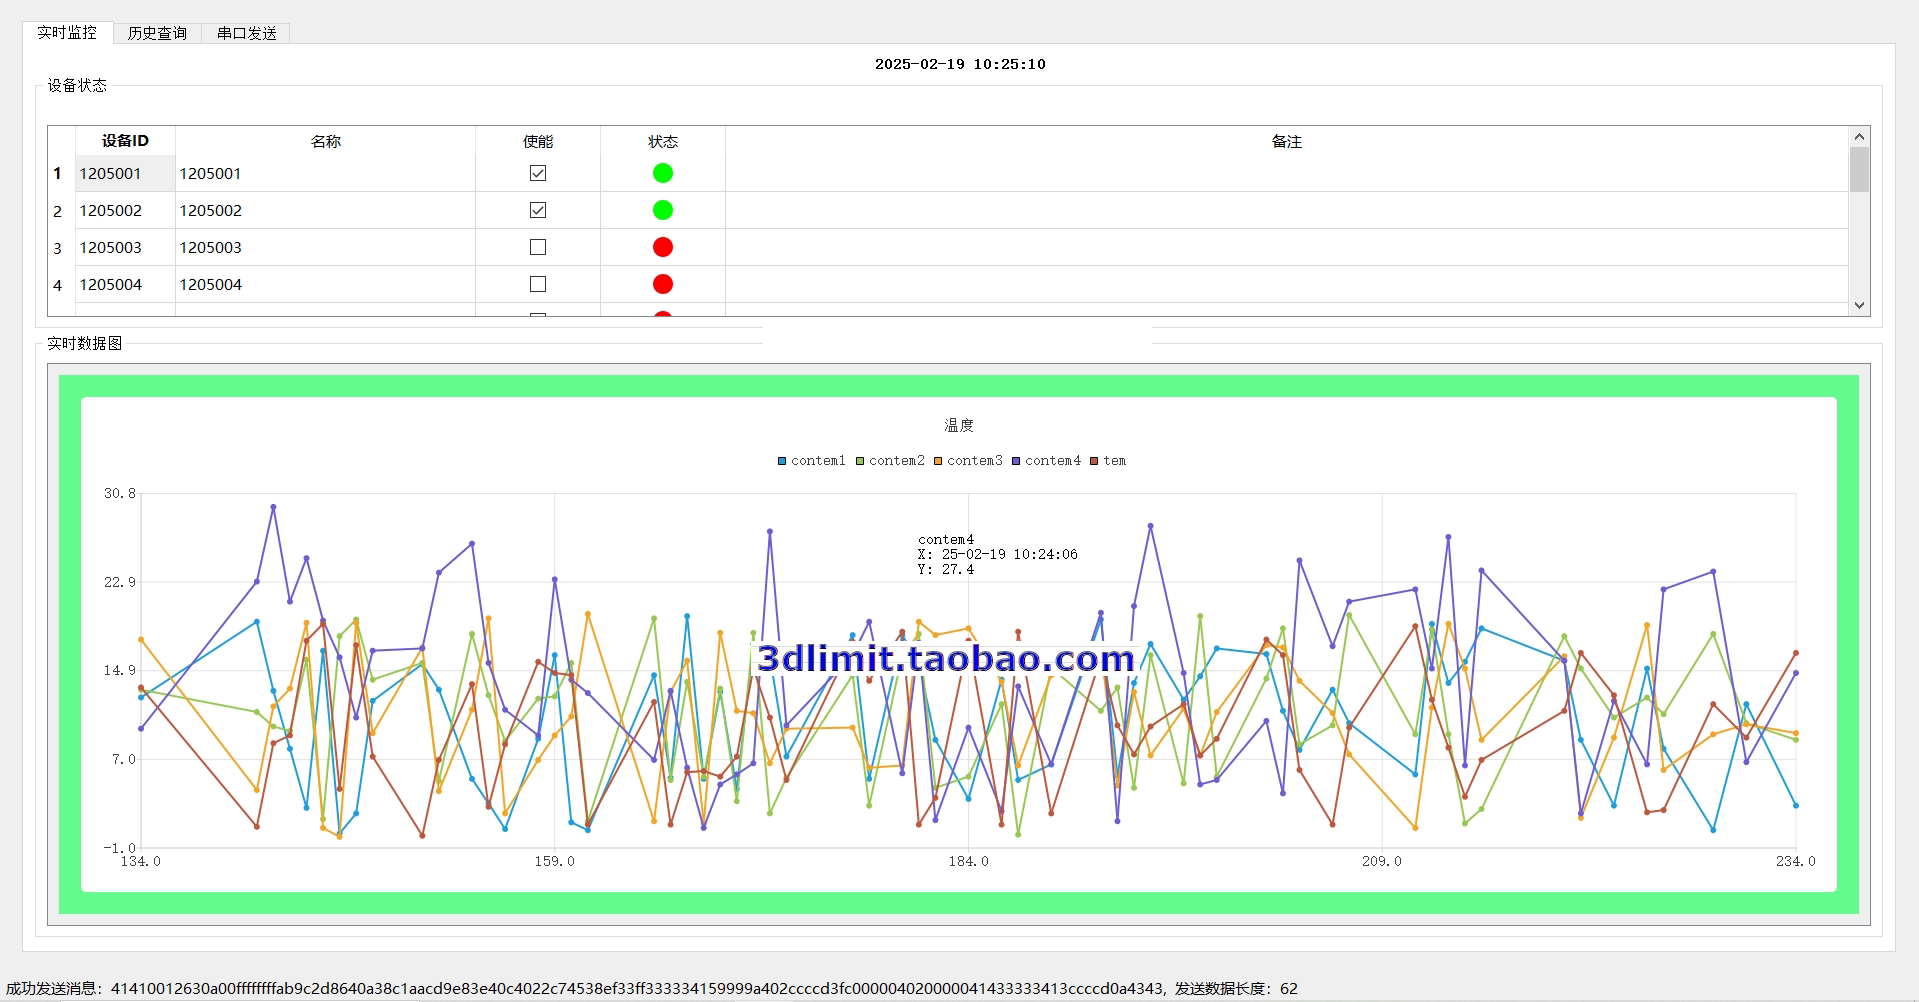 实时监控 历史查询 串口发送
2025-02-19 10:25:10
设备状态
设备ID 名称 使能 状态 备注
1 1205001 1205001
2 1205002 1205002
3 1205003 1205003
4 1205004 1205004
实时数据图
温度
contem1 contem2 contem3 contem4 tem
30.8
contem4
X: 25-02-19 10:24:06
Y: 27.4
22.9
3dlimit.taobao.com
14.9
7.0
-1.0
134.0 159.0 184.0 209.0 234.0
成功发送消息：41410012630a00ffffffffab9c2d8640a38c1aacd9e83e40c4022c74538ef33ff333334159999a402ccccd3fc000040200000414333334​13ccccd0a4343, 发送数据长度：62